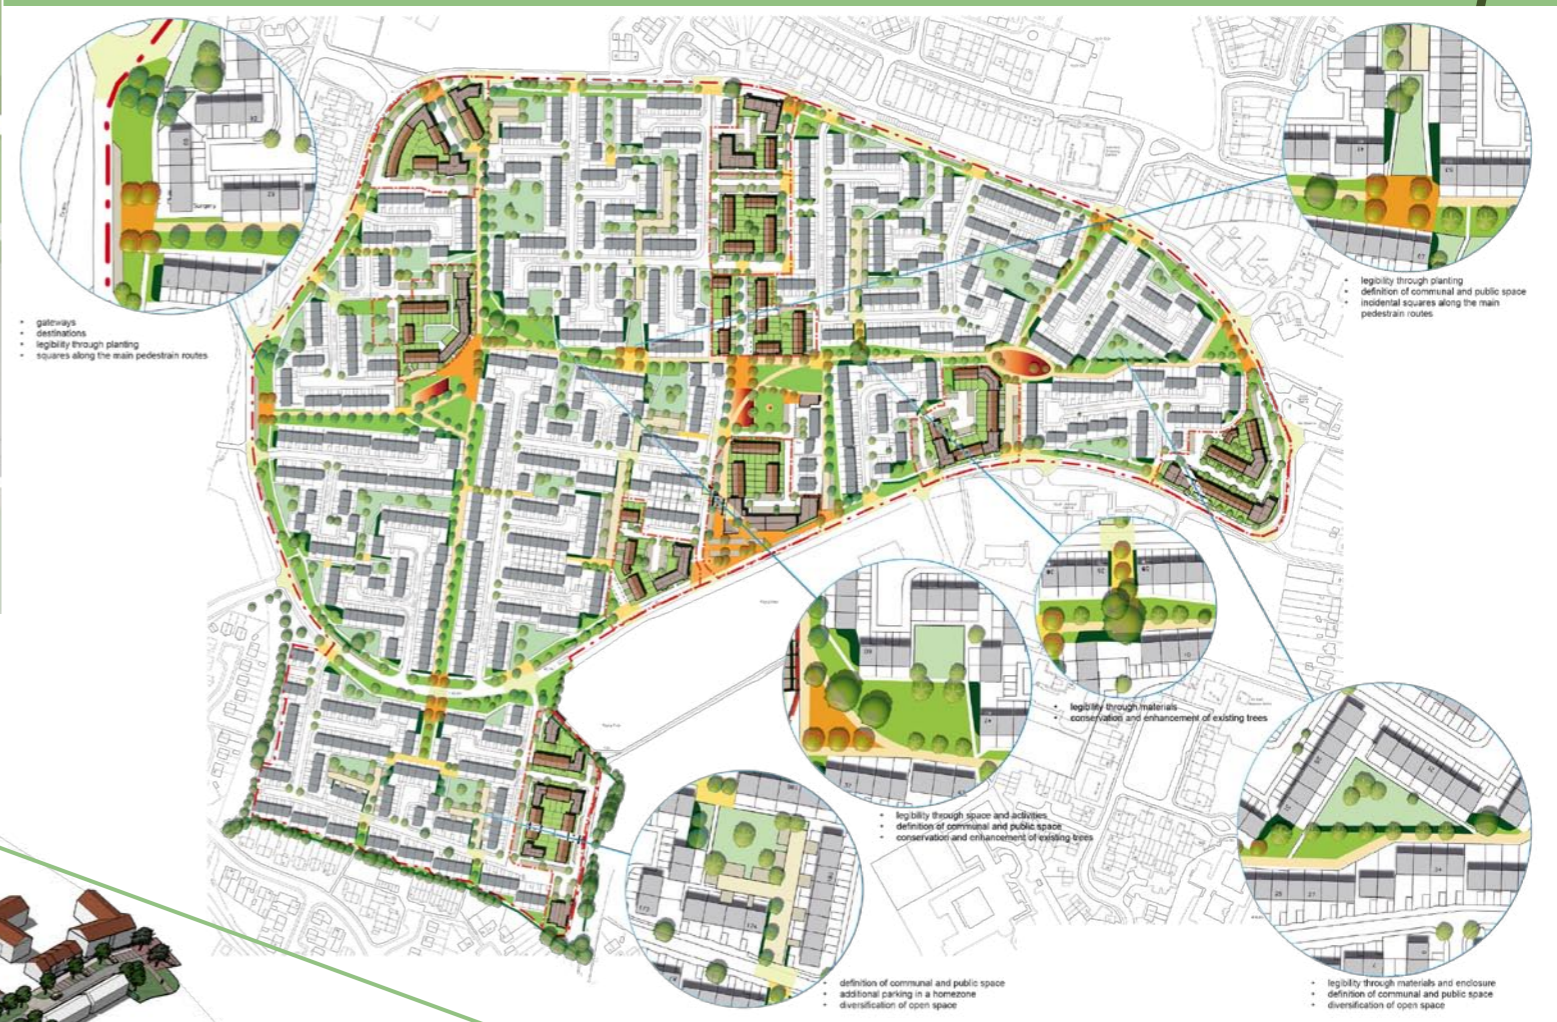 Surgery
• gateways
• destinations
• legibility through planting
• squares along the main pedestrain routes
• legibility through planting
• definition of communal and public space
• incidental squares along the main
pedestrain routes
• legibility through materials
• conservation and enhancement of existing trees
• legibility through space and activities
• definition of communal and public space
• conservation and enhancement of existing trees
• definition of communal and public space
• additional parking in a homezone
• diversification of open space
• legibility through materials and enclosure
• definition of communal and public space
• diversification of open space